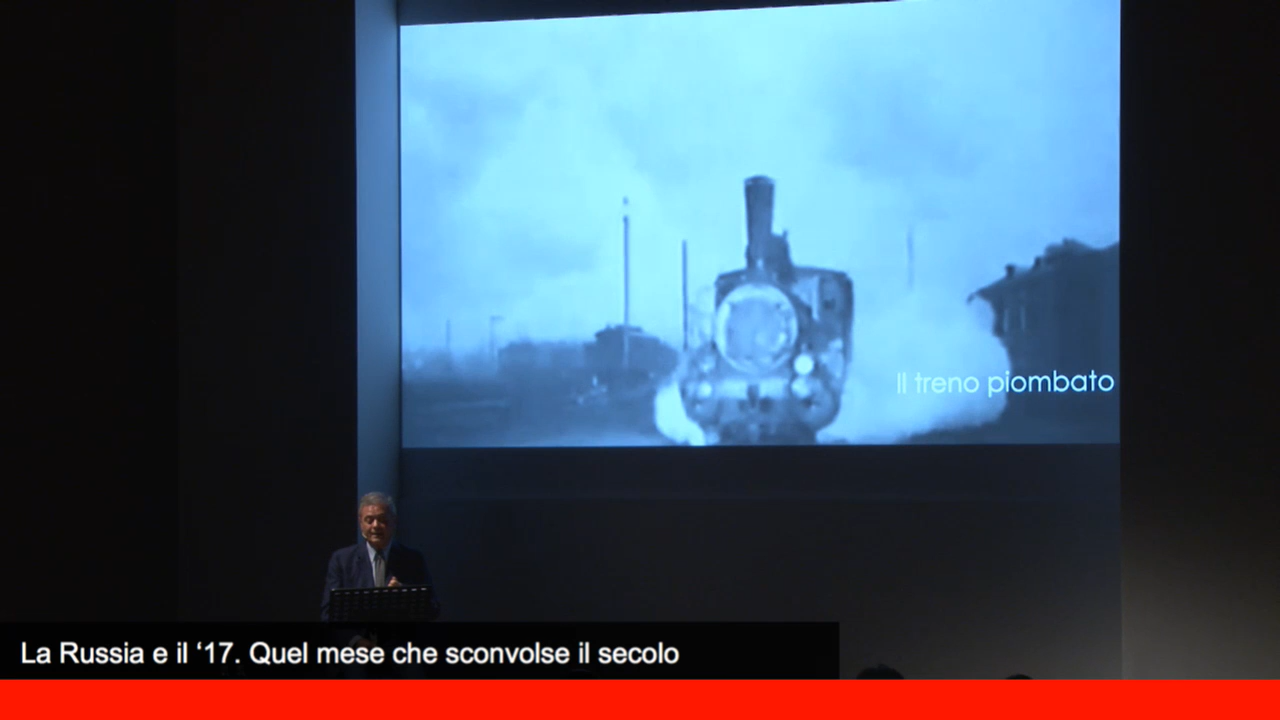 Il treno piombato
La Russia e il ‘17. Quel mese che sconvolse il secolo